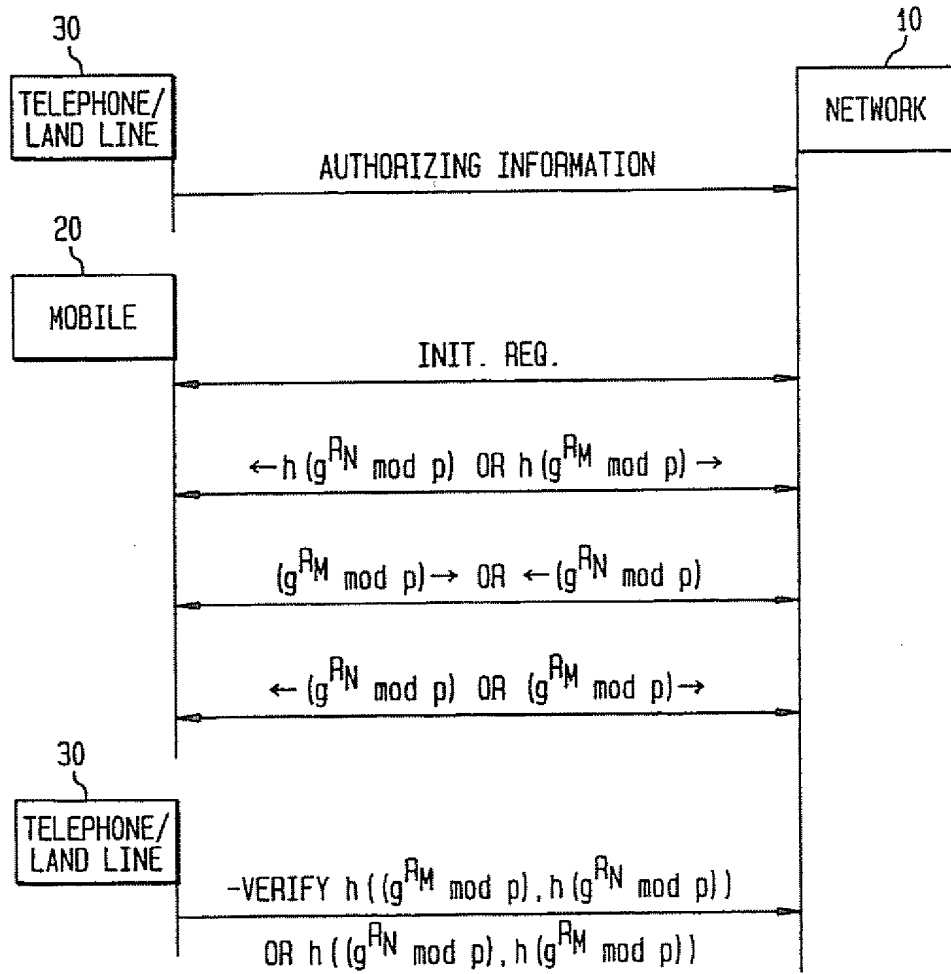 30
TELEPHONE/
LAND LINE
10
NETWORK
AUTHORIZING INFORMATION
20
MOBILE
INIT. REQ.
←h(g^RN mod p) OR h(g^RM mod p)→
(g^RM mod p)→ OR ←(g^RN mod p)
←(g^RN mod p) OR (g^RM mod p)→
30
TELEPHONE/
LAND LINE
-VERIFY h((g^RM mod p),h(g^RN mod p))
OR h((g^RN mod p),h(g^RM mod p))